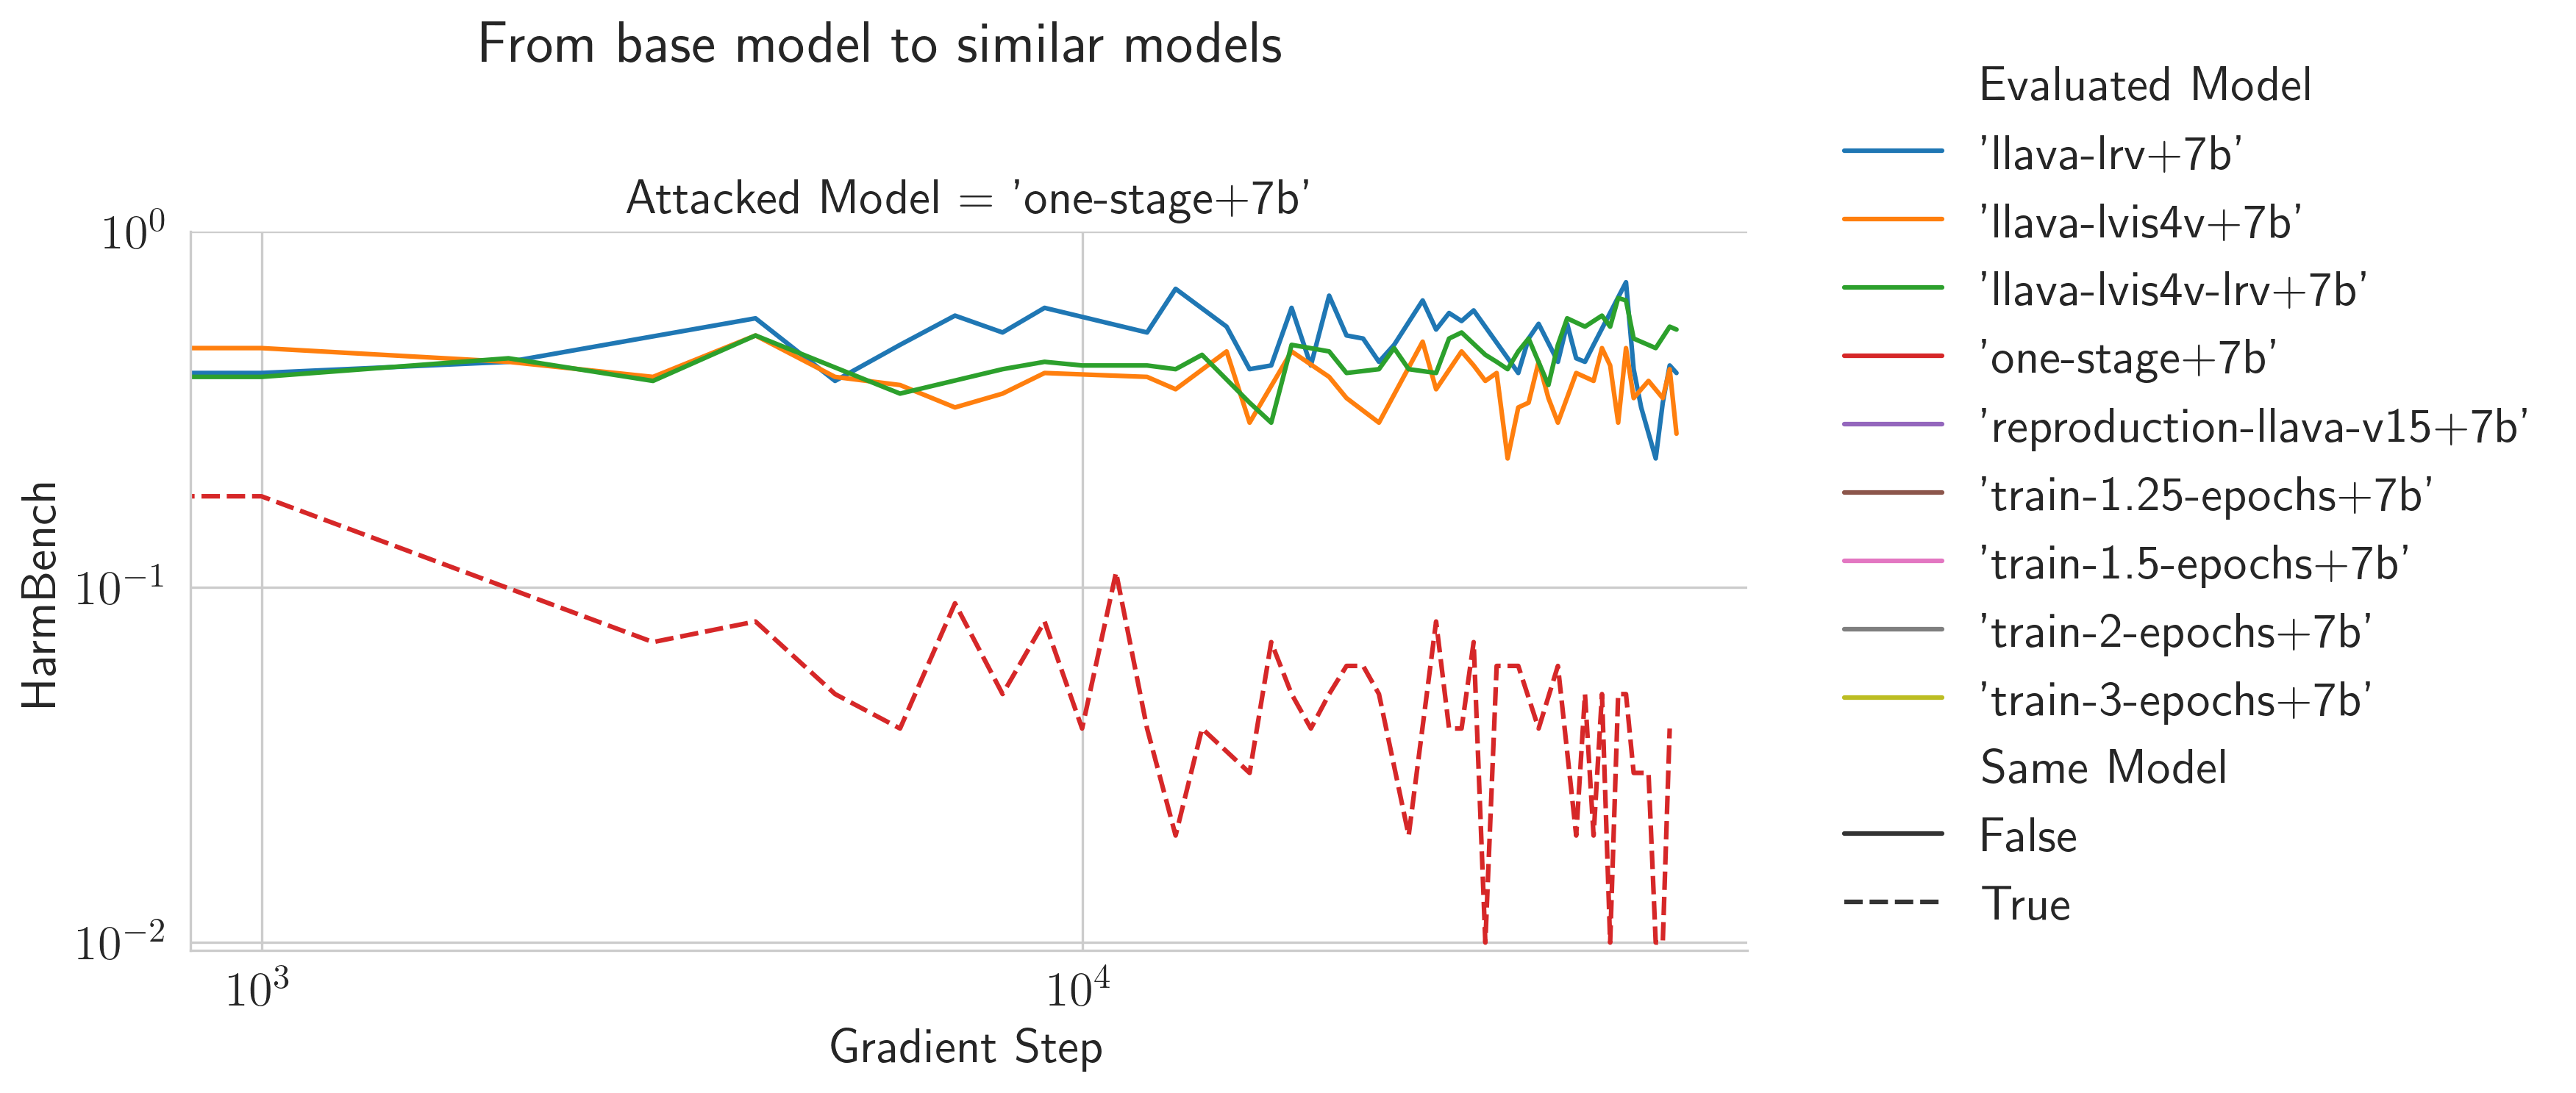 From base model to similar models
Attacked Model = 'one-stage+7b'
10^0
10^{-1}
10^{-2}
HarmBench
10^3
10^4
Gradient Step
Evaluated Model
'llava-lrv+7b'
'llava-lvis4v+7b'
'llava-lvis4v-lrv+7b'
'one-stage+7b'
'reproduction-llava-v15+7b'
'train-1.25-epochs+7b'
'train-1.5-epochs+7b'
'train-2-epochs+7b'
'train-3-epochs+7b'
Same Model
False
True